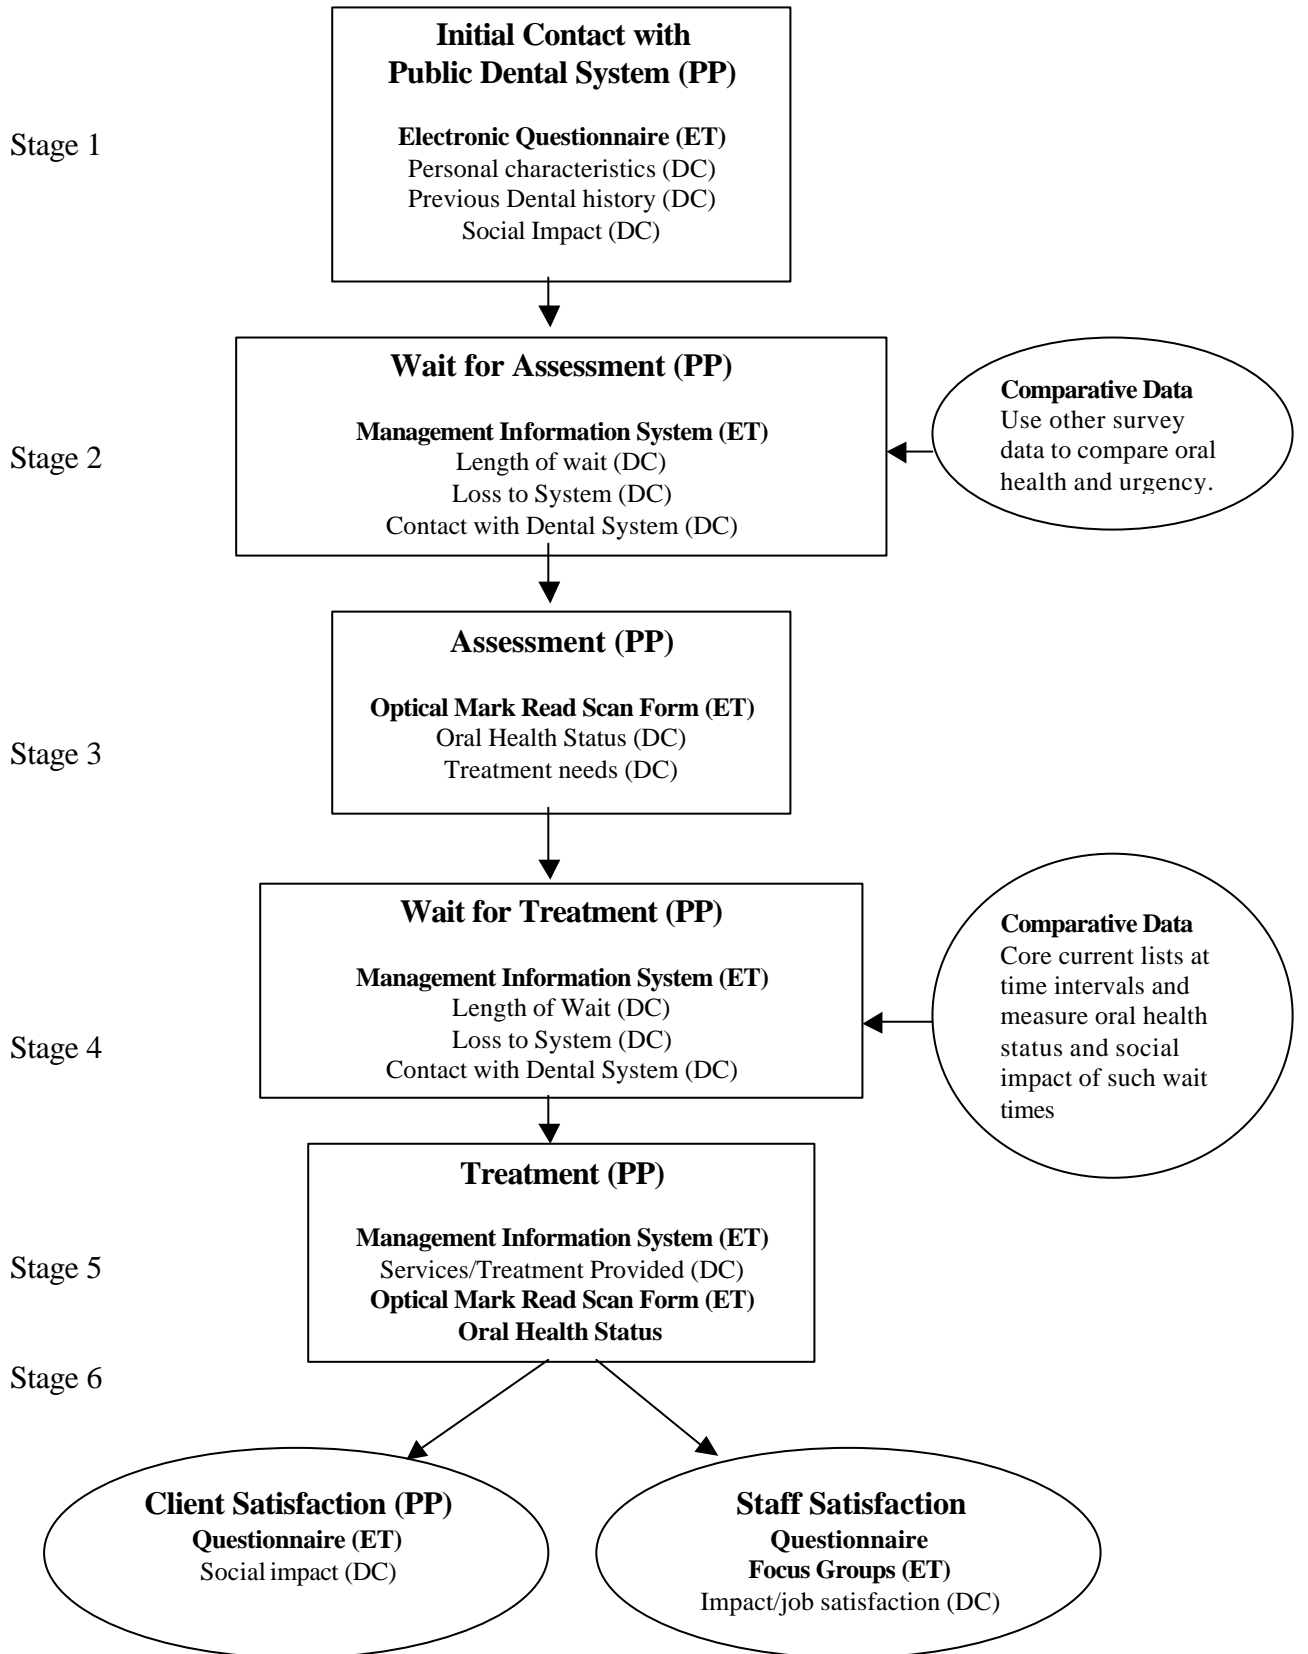 Initial Contact with
Public Dental System (PP)
Electronic Questionnaire (ET)
Stage 1
Personal characteristics (DC)
Previous Dental history (DC)
Social Impact (DC)
Wait for Assessment (PP)
Management Information System (ET)
Stage 2
Length of wait (DC)
Loss to System (DC)
Contact with Dental System (DC)
Comparative Data
Use other survey
data to compare oral
health and urgency.
Assessment (PP)
Optical Mark Read Scan Form (ET)
Oral Health Status (DC)
Stage 3
Treatment needs (DC)
Wait for Treatment (PP)
Management Information System (ET)
Length of Wait (DC)
Loss to System (DC)
Stage 4
Contact with Dental System (DC)
Comparative Data
Core current lists at
time intervals and
measure oral health
status and social
impact of such wait
times
Treatment (PP)
Management Information System (ET)
Stage 5
Services/Treatment Provided (DC)
Optical Mark Read Scan Form (ET)
Oral Health Status
Stage 6
Client Satisfaction (PP)
Questionnaire (ET)
Social impact (DC)
Staff Satisfaction
Questionnaire
Focus Groups (ET)
Impact/job satisfaction (DC)